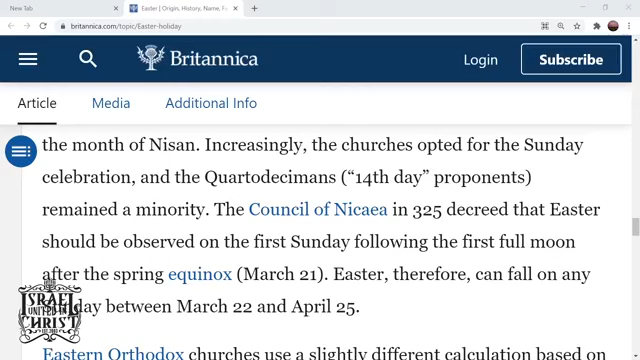 New Tab
Easter | Origin, History, Name, Fa
britannica.com/topic/Easter-holiday
Britannica
Login
Subscribe
Article
Media
Additional Info
the month of Nisan. Increasingly, the churches opted for the Sunday
celebration, and the Quartodecimans (“14th day” proponents)
remained a minority. The Council of Nicaea in 325 decreed that Easter
should be observed on the first Sunday following the first full moon
after the spring equinox (March 21). Easter, therefore, can fall on any
day between March 22 and April 25.
ISRAEL
UNITED IN
CHRIST
Eastern Orthodox churches use a slightly different calculation based on